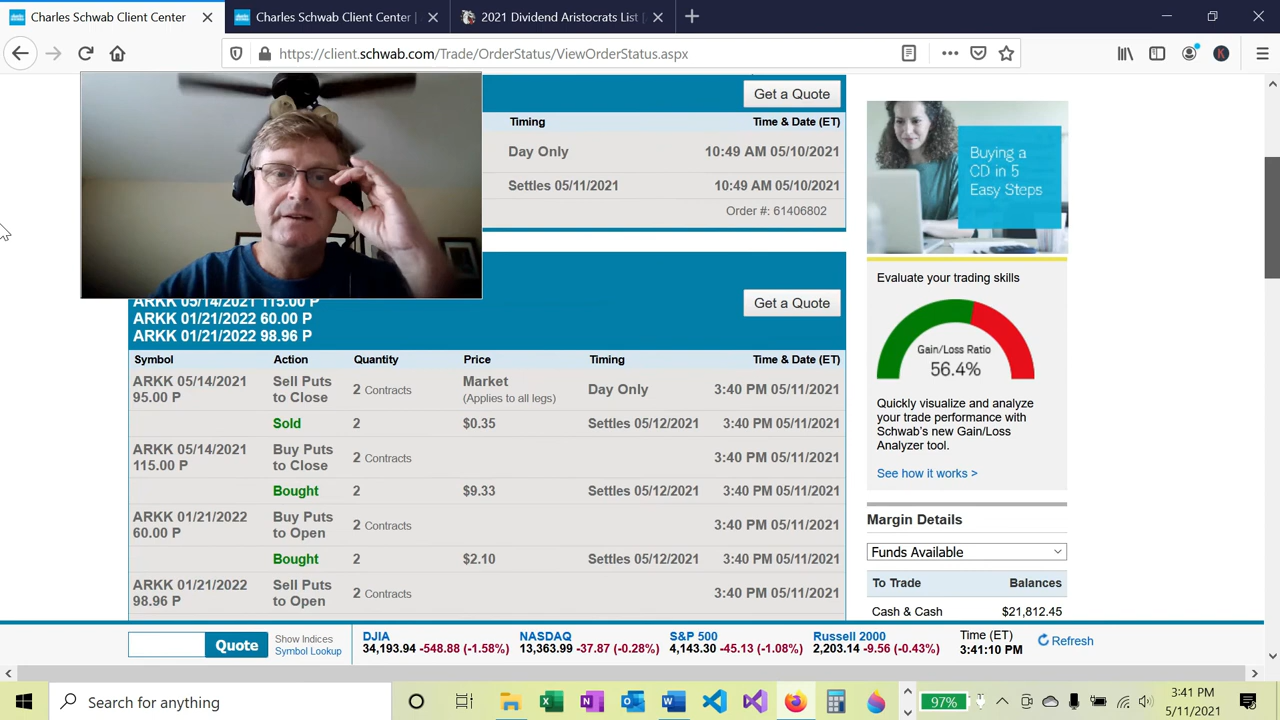 Charles Schwab Client Center
Charles Schwab Client Center |
2021 Dividend Aristocrats List |
https://client.schwab.com/Trade/OrderStatus/ViewOrderStatus.aspx
K
Get a Quote
Timing Time & Date (ET)
Day Only 10:49 AM 05/10/2021
Settles 05/11/2021 10:49 AM 05/10/2021
Order #: 61406802
ARKK 05/14/2021 115.00 P
ARKK 01/21/2022 60.00 P
ARKK 01/21/2022 98.96 P
Get a Quote
Symbol Action Quantity Price Timing Time & Date (ET)
ARKK 05/14/2021 Sell Puts 2 Contracts Market Day Only 3:40 PM 05/11/2021
95.00 P to Close (Applies to all legs)
Sold 2 $0.35 Settles 05/12/2021 3:40 PM 05/11/2021
ARKK 05/14/2021 Buy Puts 2 Contracts 3:40 PM 05/11/2021
115.00 P to Close
Bought 2 $9.33 Settles 05/12/2021 3:40 PM 05/11/2021
ARKK 01/21/2022 Buy Puts 2 Contracts 3:40 PM 05/11/2021
60.00 P to Open
Bought 2 $2.10 Settles 05/12/2021 3:40 PM 05/11/2021
ARKK 01/21/2022 Sell Puts 2 Contracts 3:40 PM 05/11/2021
98.96 P to Open
Buying a
CD in 5
Easy Steps
Evaluate your trading skills
Gain/Loss Ratio
56.4%
Quickly visualize and analyze
your trade performance with
Schwab's new Gain/Loss
Analyzer tool.
See how it works >
Margin Details
Funds Available
To Trade Balances
Cash & Cash $21,812.45
Quote
Show Indices
Symbol Lookup
DJIA
34,193.94 -548.88 (-1.58%)
NASDAQ
13,363.99 -37.87 (-0.28%)
S&P 500
4,143.30 -45.13 (-1.08%)
Russell 2000
2,203.14 -9.56 (-0.43%)
Time (ET)
3:41:10 PM
Refresh
Search for anything
97%
3:41 PM
5/11/2021